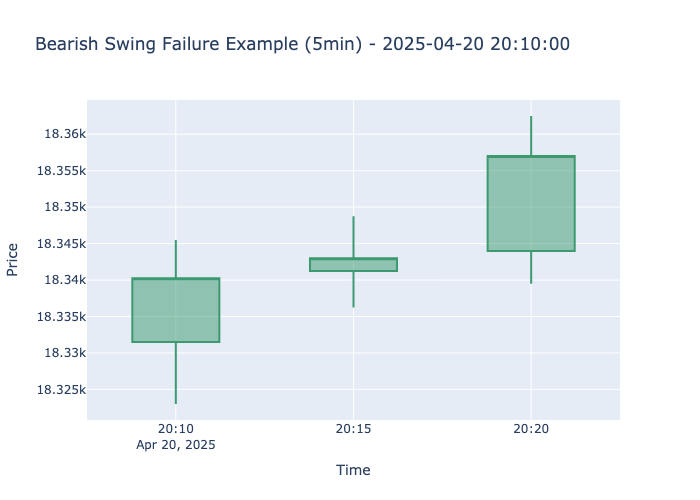 Bearish Swing Failure Example (5min) - 2025-04-20 20:10:00
18.36k
18.355k
18.35k
18.345k
18.34k
18.335k
18.33k
18.325k
Price
20:10
Apr 20, 2025
20:15
20:20
Time